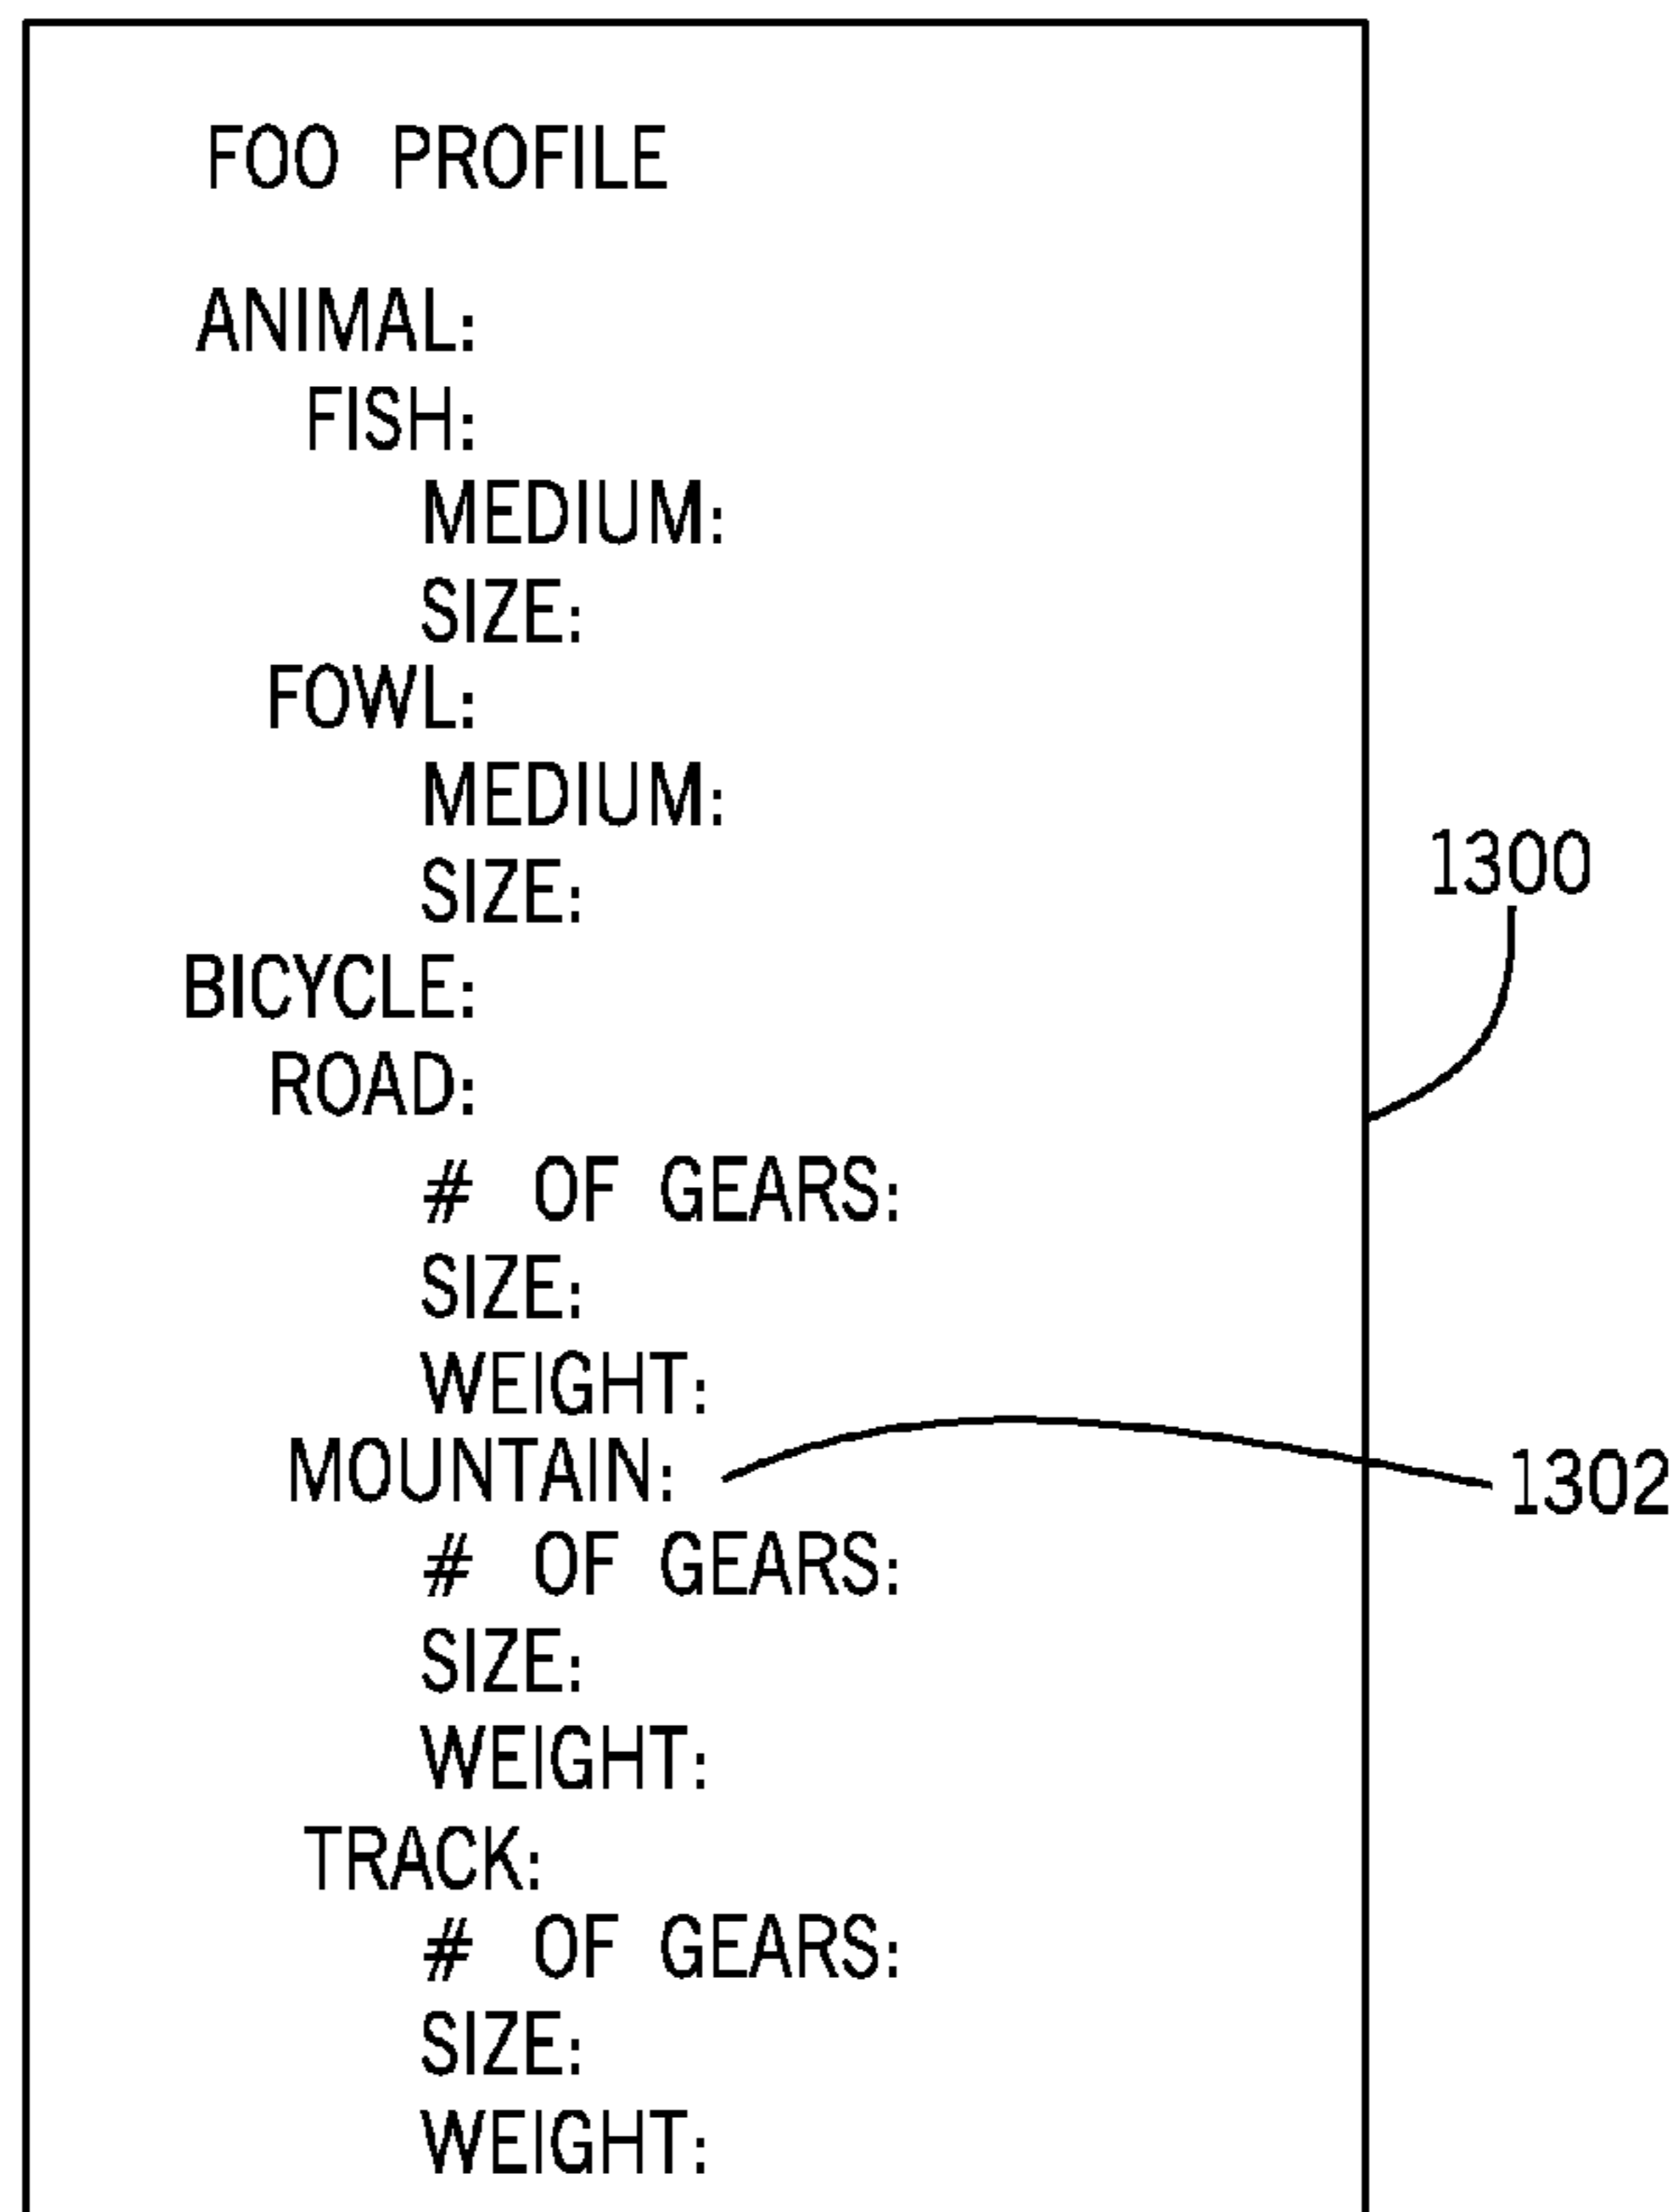 FOO PROFILE
ANIMAL:
FISH:
MEDIUM:
SIZE:
FOWL:
MEDIUM:
SIZE:
1300
BICYCLE:
ROAD:
# OF GEARS:
SIZE:
WEIGHT:
MOUNTAIN:
1302
# OF GEARS:
SIZE:
WEIGHT:
TRACK:
# OF GEARS:
SIZE:
WEIGHT: